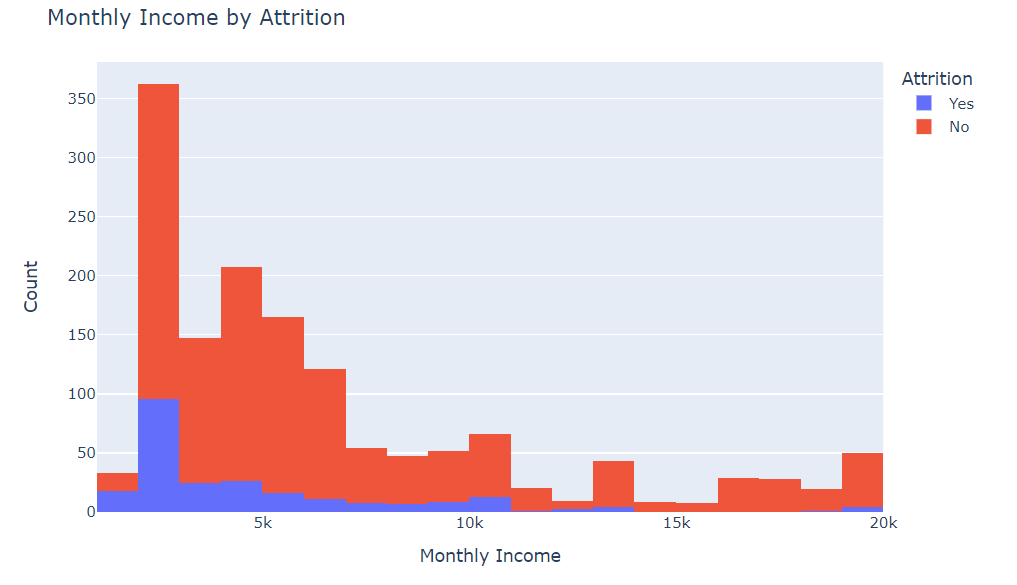 Monthly Income by Attrition
Attrition
Yes
No
350
300
250
200
150
100
50
0
Count
5k
10k
15k
20k
Monthly Income